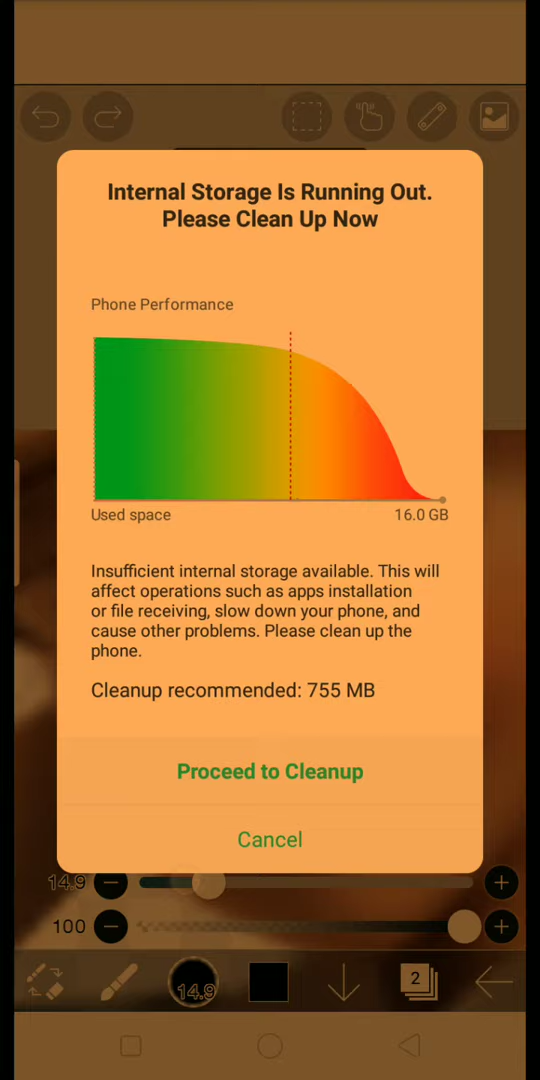 Internal Storage Is Running Out.
Please Clean Up Now
Phone Performance
Used space 16.0 GB
Insufficient internal storage available. This will
affect operations such as apps installation
or file receiving, slow down your phone, and
cause other problems. Please clean up the
phone.
Cleanup recommended: 755 MB
Proceed to Cleanup
Cancel
14.9
100
14.9
2